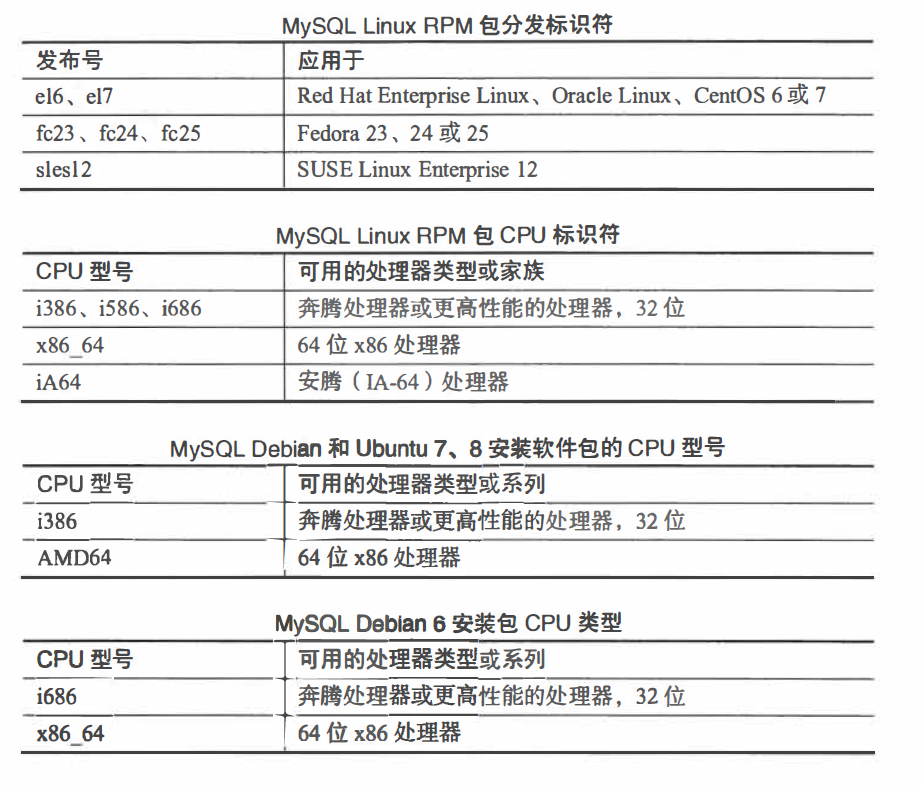 MySQL Linux RPM 包分发标识符
发布号 应用于
el6、el7 Red Hat Enterprise Linux、Oracle Linux、CentOS 6 或 7
fc23、fc24、fc25 Fedora 23、24 或 25
sles12 SUSE Linux Enterprise 12
MySQL Linux RPM 包 CPU 标识符
CPU 型号 可用的处理器类型或家族
i386、i586、i686 奔腾处理器或更高性能的处理器，32 位
x86_64 64 位 x86 处理器
iA64 安腾（IA-64）处理器
MySQL Debian 和 Ubuntu 7、8 安装软件包的 CPU 型号
CPU 型号 可用的处理器类型或系列
i386 奔腾处理器或更高性能的处理器，32 位
AMD64 64 位 x86 处理器
MySQL Debian 6 安装包 CPU 类型
CPU 型号 可用的处理器类型或系列
i686 奔腾处理器或更高性能的处理器，32 位
x86_64 64 位 x86 处理器